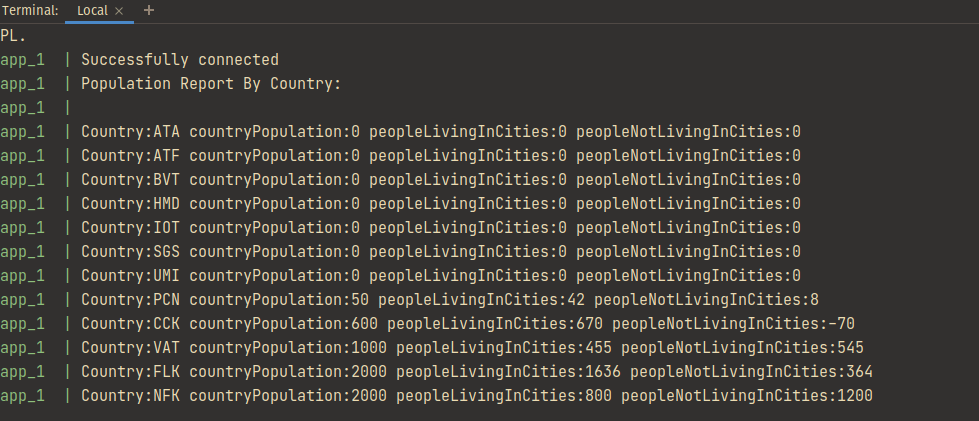 Terminal: Local × +
PL.
app_1 | Successfully connected
app_1 | Population Report By Country:
app_1 |
app_1 | Country:ATA countryPopulation:0 peopleLivingInCities:0 peopleNotLivingInCities:0
app_1 | Country:ATF countryPopulation:0 peopleLivingInCities:0 peopleNotLivingInCities:0
app_1 | Country:BVT countryPopulation:0 peopleLivingInCities:0 peopleNotLivingInCities:0
app_1 | Country:HMD countryPopulation:0 peopleLivingInCities:0 peopleNotLivingInCities:0
app_1 | Country:IOT countryPopulation:0 peopleLivingInCities:0 peopleNotLivingInCities:0
app_1 | Country:SGS countryPopulation:0 peopleLivingInCities:0 peopleNotLivingInCities:0
app_1 | Country:UMI countryPopulation:0 peopleLivingInCities:0 peopleNotLivingInCities:0
app_1 | Country:PCN countryPopulation:50 peopleLivingInCities:42 peopleNotLivingInCities:8
app_1 | Country:CCK countryPopulation:600 peopleLivingInCities:670 peopleNotLivingInCities:-70
app_1 | Country:VAT countryPopulation:1000 peopleLivingInCities:455 peopleNotLivingInCities:545
app_1 | Country:FLK countryPopulation:2000 peopleLivingInCities:1636 peopleNotLivingInCities:364
app_1 | Country:NFK countryPopulation:2000 peopleLivingInCities:800 peopleNotLivingInCities:1200